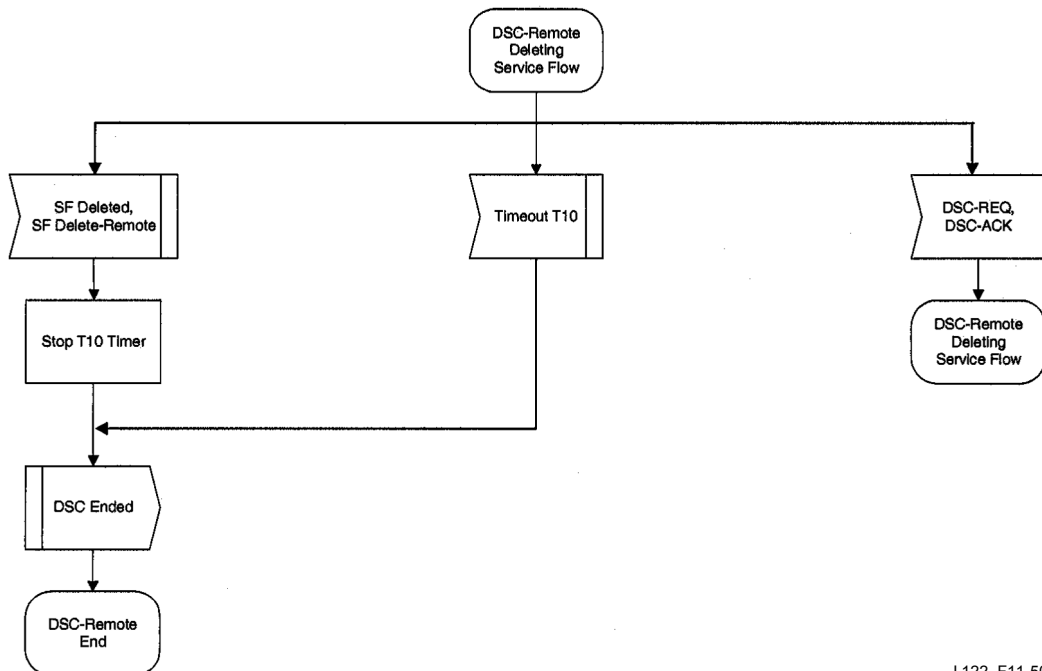 DSC-Remote
Deleting
Service Flow
SF Deleted,
SF Delete-Remote
Timeout T10
DSC-REQ,
DSC-ACK
Stop T10 Timer
DSC-Remote
Deleting
Service Flow
DSC Ended
DSC-Remote
End